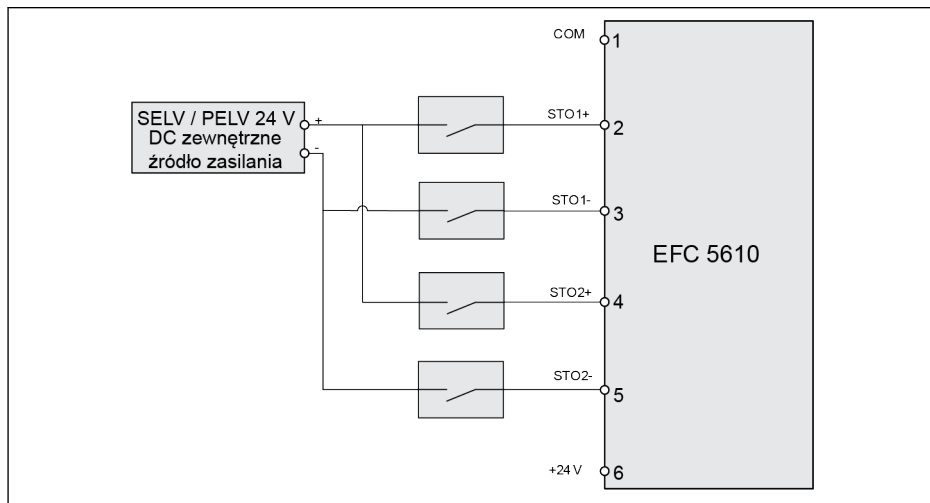 COM
1
SELV / PELV 24 V
DC zewnętrzne
źródło zasilania
+
-
STO1+
2
STO1-
3
EFC 5610
STO2+
4
STO2-
5
+24 V
6